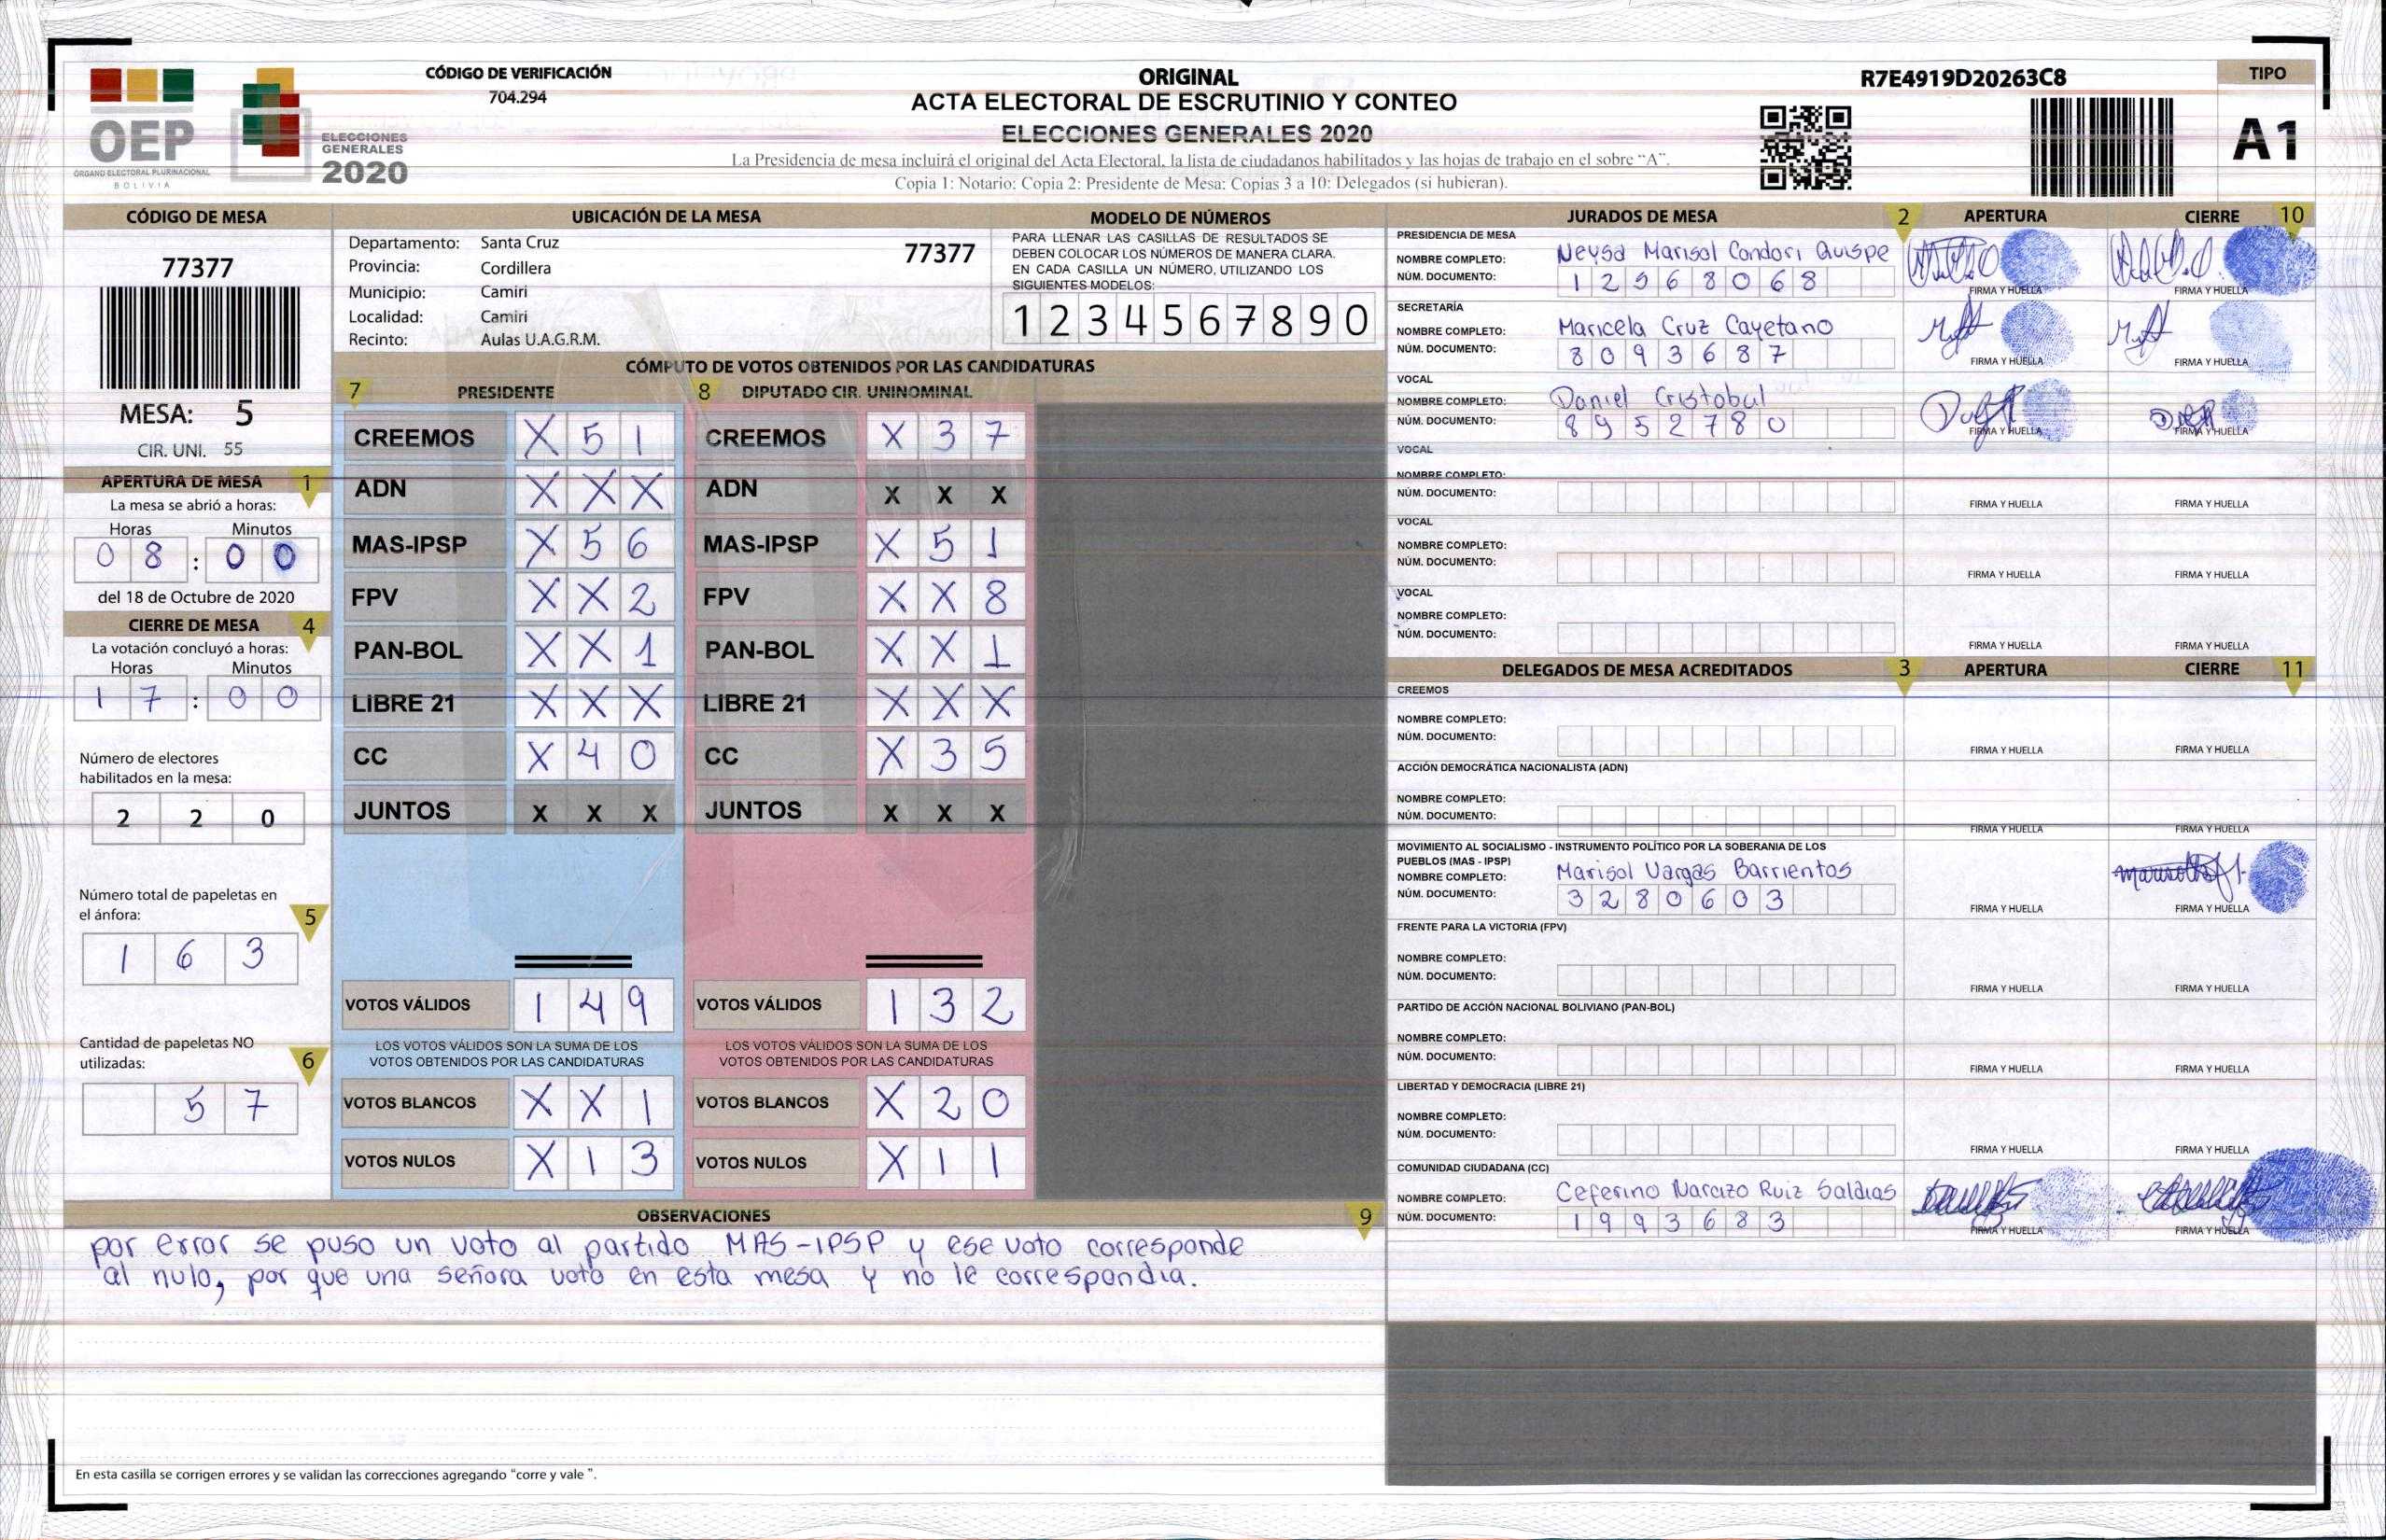 CÓDIGO DE VERIFICACIÓN
704.294
ORIGINAL
ACTA ELECTORAL DE ESCRUTINIO Y CONTEO
ELECCIONES GENERALES 2020
La Presidencia de mesa incluirá el original del Acta Electoral, la lista de ciudadanos habilitados y las hojas de trabajo en el sobre “A”.
Copia 1: Notario: Copia 2: Presidente de Mesa: Copias 3 a 10: Delegados (si hubieran).
R7E4919D20263C8
TIPO
A1
OEP
ÓRGANO ELECTORAL PLURINACIONAL
BOLIVIA
ELECCIONES
GENERALES
2020
CÓDIGO DE MESA
77377
MESA: 5
CIR. UNI. 55
APERTURA DE MESA 1
La mesa se abrió a horas:
Horas Minutos
0 8 : 0 0
del 18 de Octubre de 2020
CIERRE DE MESA 4
La votación concluyó a horas:
Horas Minutos
1 7 : 0 0
Número de electores
habilitados en la mesa:
2 2 0
Número total de papeletas en
el ánfora: 5
1 6 3
Cantidad de papeletas NO
utilizadas: 6
5 7
UBICACIÓN DE LA MESA
Departamento: Santa Cruz 77377
Provincia: Cordillera
Municipio: Camiri
Localidad: Camiri
Recinto: Aulas U.A.G.R.M.
MODELO DE NÚMEROS
PARA LLENAR LAS CASILLAS DE RESULTADOS SE
DEBEN COLOCAR LOS NÚMEROS DE MANERA CLARA.
EN CADA CASILLA UN NÚMERO, UTILIZANDO LOS
SIGUIENTES MODELOS:
1 2 3 4 5 6 7 8 9 0
CÓMPUTO DE VOTOS OBTENIDOS POR LAS CANDIDATURAS
7 PRESIDENTE 8 DIPUTADO CIR. UNINOMINAL
CREEMOS X 5 1 CREEMOS X 3 7
ADN X X X ADN X X X
MAS-IPSP X 5 6 MAS-IPSP X 5 1
FPV X X 2 FPV X X 8
PAN-BOL X X 1 PAN-BOL X X 1
LIBRE 21 X X X LIBRE 21 X X X
CC X 4 0 CC X 3 5
JUNTOS X X X JUNTOS X X X
VOTOS VÁLIDOS 1 4 9 VOTOS VÁLIDOS 1 3 2
LOS VOTOS VÁLIDOS SON LA SUMA DE LOS LOS VOTOS VÁLIDOS SON LA SUMA DE LOS
VOTOS OBTENIDOS POR LAS CANDIDATURAS VOTOS OBTENIDOS POR LAS CANDIDATURAS
VOTOS BLANCOS X X 1 VOTOS BLANCOS X 2 0
VOTOS NULOS X 1 3 VOTOS NULOS X 1 1
OBSERVACIONES 9
por error se puso un voto al partido MAS-IPSP y ese voto corresponde
al nulo, por que una señora voto en esta mesa y no le correspondia.
En esta casilla se corrigen errores y se validan las correcciones agregando “corre y vale ”.
JURADOS DE MESA 2 APERTURA CIERRE 10
PRESIDENCIA DE MESA
NOMBRE COMPLETO: Neysa Marisol Condori Quispe
NÚM. DOCUMENTO: 1 2 5 6 8 0 6 8
FIRMA Y HUELLA FIRMA Y HUELLA
SECRETARÍA
NOMBRE COMPLETO: Maricela Cruz Cayetano
NÚM. DOCUMENTO: 8 0 9 3 6 8 7
FIRMA Y HUELLA FIRMA Y HUELLA
VOCAL
NOMBRE COMPLETO: Daniel Cristobal
NÚM. DOCUMENTO: 8 9 5 2 7 8 0
FIRMA Y HUELLA FIRMA Y HUELLA
VOCAL
NOMBRE COMPLETO:
NÚM. DOCUMENTO:
FIRMA Y HUELLA FIRMA Y HUELLA
VOCAL
NOMBRE COMPLETO:
NÚM. DOCUMENTO:
FIRMA Y HUELLA FIRMA Y HUELLA
VOCAL
NOMBRE COMPLETO:
NÚM. DOCUMENTO:
FIRMA Y HUELLA FIRMA Y HUELLA
DELEGADOS DE MESA ACREDITADOS 3 APERTURA CIERRE 11
CREEMOS
NOMBRE COMPLETO:
NÚM. DOCUMENTO:
FIRMA Y HUELLA FIRMA Y HUELLA
ACCIÓN DEMOCRÁTICA NACIONALISTA (ADN)
NOMBRE COMPLETO:
NÚM. DOCUMENTO:
FIRMA Y HUELLA FIRMA Y HUELLA
MOVIMIENTO AL SOCIALISMO - INSTRUMENTO POLÍTICO POR LA SOBERANIA DE LOS
PUEBLOS (MAS - IPSP)
NOMBRE COMPLETO: Marisol Vargas Barrientos
NÚM. DOCUMENTO: 3 2 8 0 6 0 3
FIRMA Y HUELLA FIRMA Y HUELLA
FRENTE PARA LA VICTORIA (FPV)
NOMBRE COMPLETO:
NÚM. DOCUMENTO:
FIRMA Y HUELLA FIRMA Y HUELLA
PARTIDO DE ACCIÓN NACIONAL BOLIVIANO (PAN-BOL)
NOMBRE COMPLETO:
NÚM. DOCUMENTO:
FIRMA Y HUELLA FIRMA Y HUELLA
LIBERTAD Y DEMOCRACIA (LIBRE 21)
NOMBRE COMPLETO:
NÚM. DOCUMENTO:
FIRMA Y HUELLA FIRMA Y HUELLA
COMUNIDAD CIUDADANA (CC)
NOMBRE COMPLETO: Ceferino Narcizo Ruiz Saldias
NÚM. DOCUMENTO: 1 9 9 3 6 8 3
FIRMA Y HUELLA FIRMA Y HUELLA